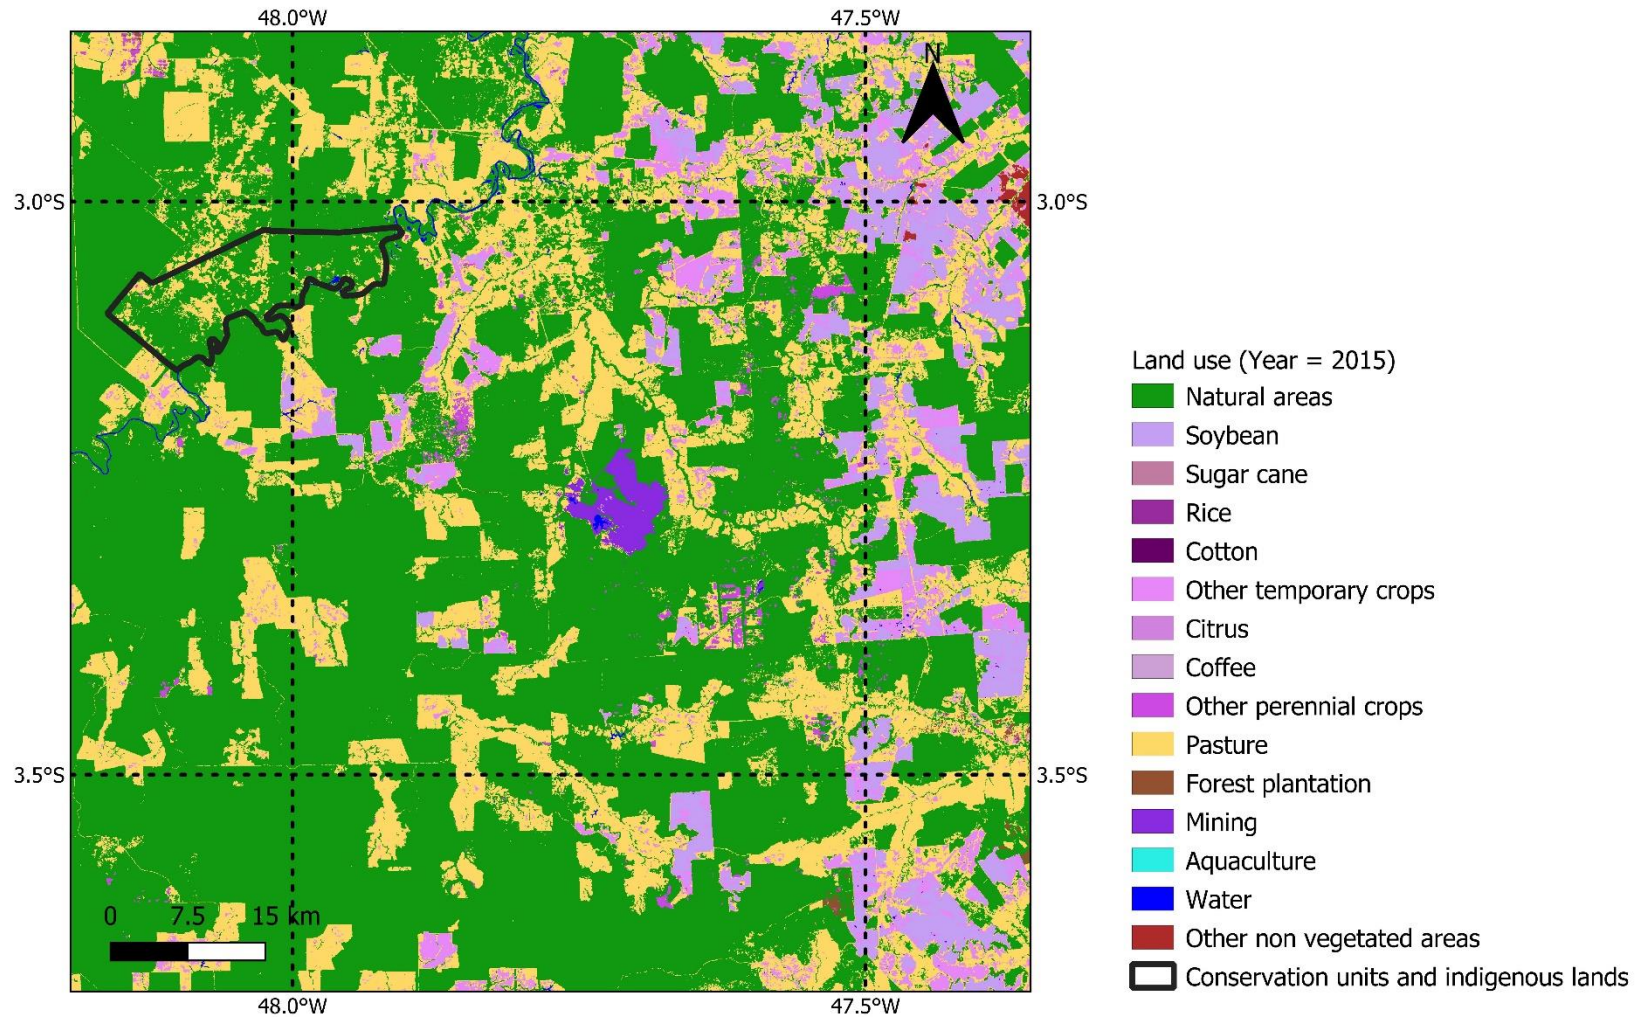 48.0°W 47.5°W
N
3.0°S 3.0°S
3.5°S 3.5°S
0 7.5 15 km
48.0°W 47.5°W
Land use (Year = 2015)
Natural areas
Soybean
Sugar cane
Rice
Cotton
Other temporary crops
Citrus
Coffee
Other perennial crops
Pasture
Forest plantation
Mining
Aquaculture
Water
Other non vegetated areas
Conservation units and indigenous lands